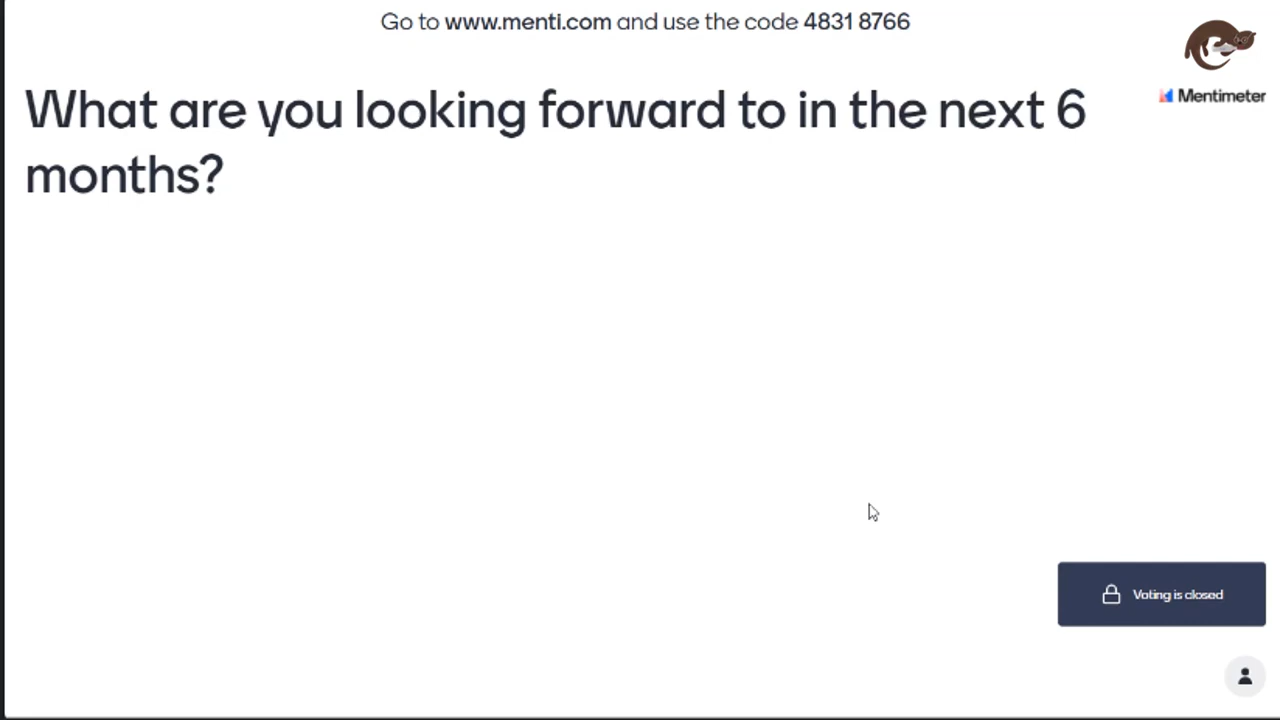 Go to www.menti.com and use the code 4831 8766
Mentimeter
What are you looking forward to in the next 6
months?
Voting is closed